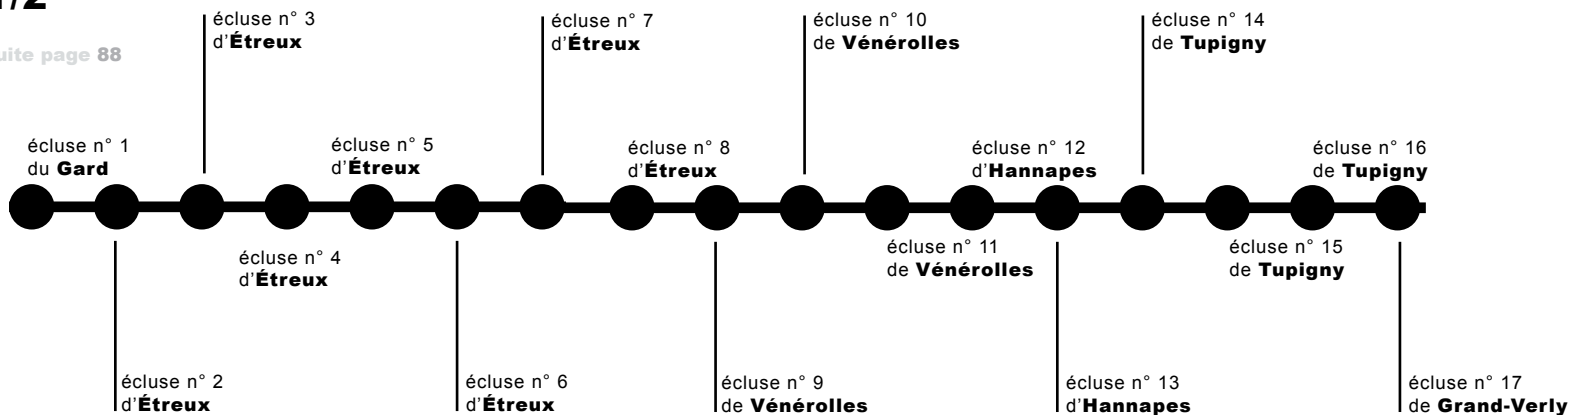 1/2
suite page 88
écluse n° 1
du Gard
écluse n° 2
d'Étreux
écluse n° 3
d'Étreux
écluse n° 4
d'Étreux
écluse n° 5
d'Étreux
écluse n° 6
d'Étreux
écluse n° 7
d'Étreux
écluse n° 8
d'Étreux
écluse n° 9
de Vénérolles
écluse n° 10
de Vénérolles
écluse n° 11
de Vénérolles
écluse n° 12
d'Hannapes
écluse n° 13
d'Hannapes
écluse n° 14
de Tupigny
écluse n° 15
de Tupigny
écluse n° 16
de Tupigny
écluse n° 17
de Grand-Verly